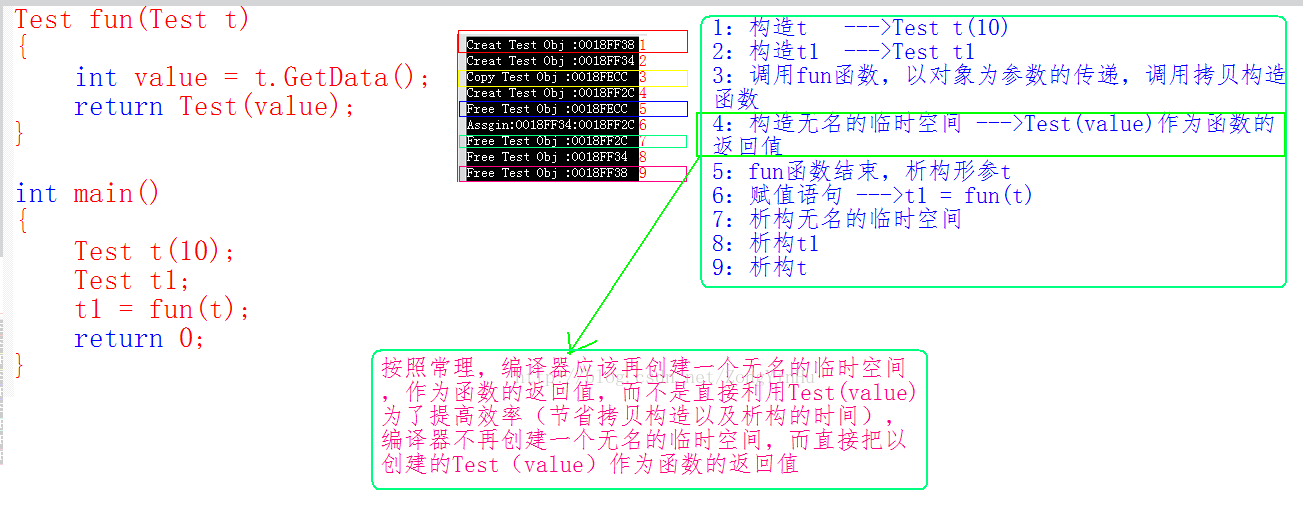 Test fun(Test t)
{
int value = t.GetData();
return Test(value);
}
int main()
{
Test t(10);
Test t1;
t1 = fun(t);
return 0;
}
Creat Test Obj :0018FF38 1
Creat Test Obj :0018FF34 2
Copy Test Obj :0018FECC 3
Creat Test Obj :0018FF2C 4
Free Test Obj :0018FECC 5
Assgin:0018FF34:0018FF2C 6
Free Test Obj :0018FF2C 7
Free Test Obj :0018FF34 8
Free Test Obj :0018FF38 9
1: 构造t --->Test t(10)
2: 构造t1 --->Test t1
3: 调用fun函数，以对象为参数的传递，调用拷贝构造
函数
4: 构造无名的临时空间 --->Test(value)作为函数的
返回值
5: fun函数结束，析构形参t
6: 赋值语句 --->t1 = fun(t)
7: 析构无名的临时空间
8: 析构t1
9: 析构t
按照常理，编译器应该再创建一个无名的临时空间
，作为函数的返回值，而不是直接利用Test(value)
为了提高效率（节省拷贝构造以及析构的时间），
编译器不再创建一个无名的临时空间，而直接把以
创建的Test（value）作为函数的返回值